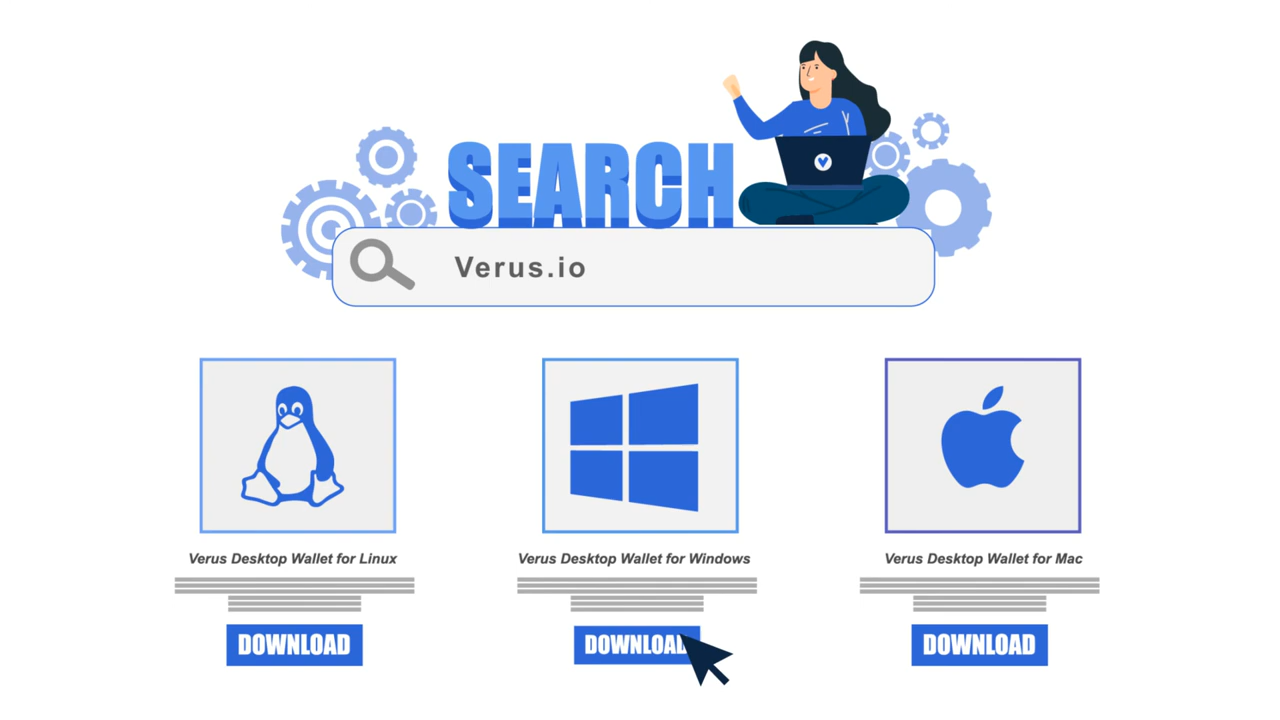 SEARCH
Verus.io
Verus Desktop Wallet for Linux
Verus Desktop Wallet for Windows
Verus Desktop Wallet for Mac
DOWNLOAD
DOWNLOAD
DOWNLOAD